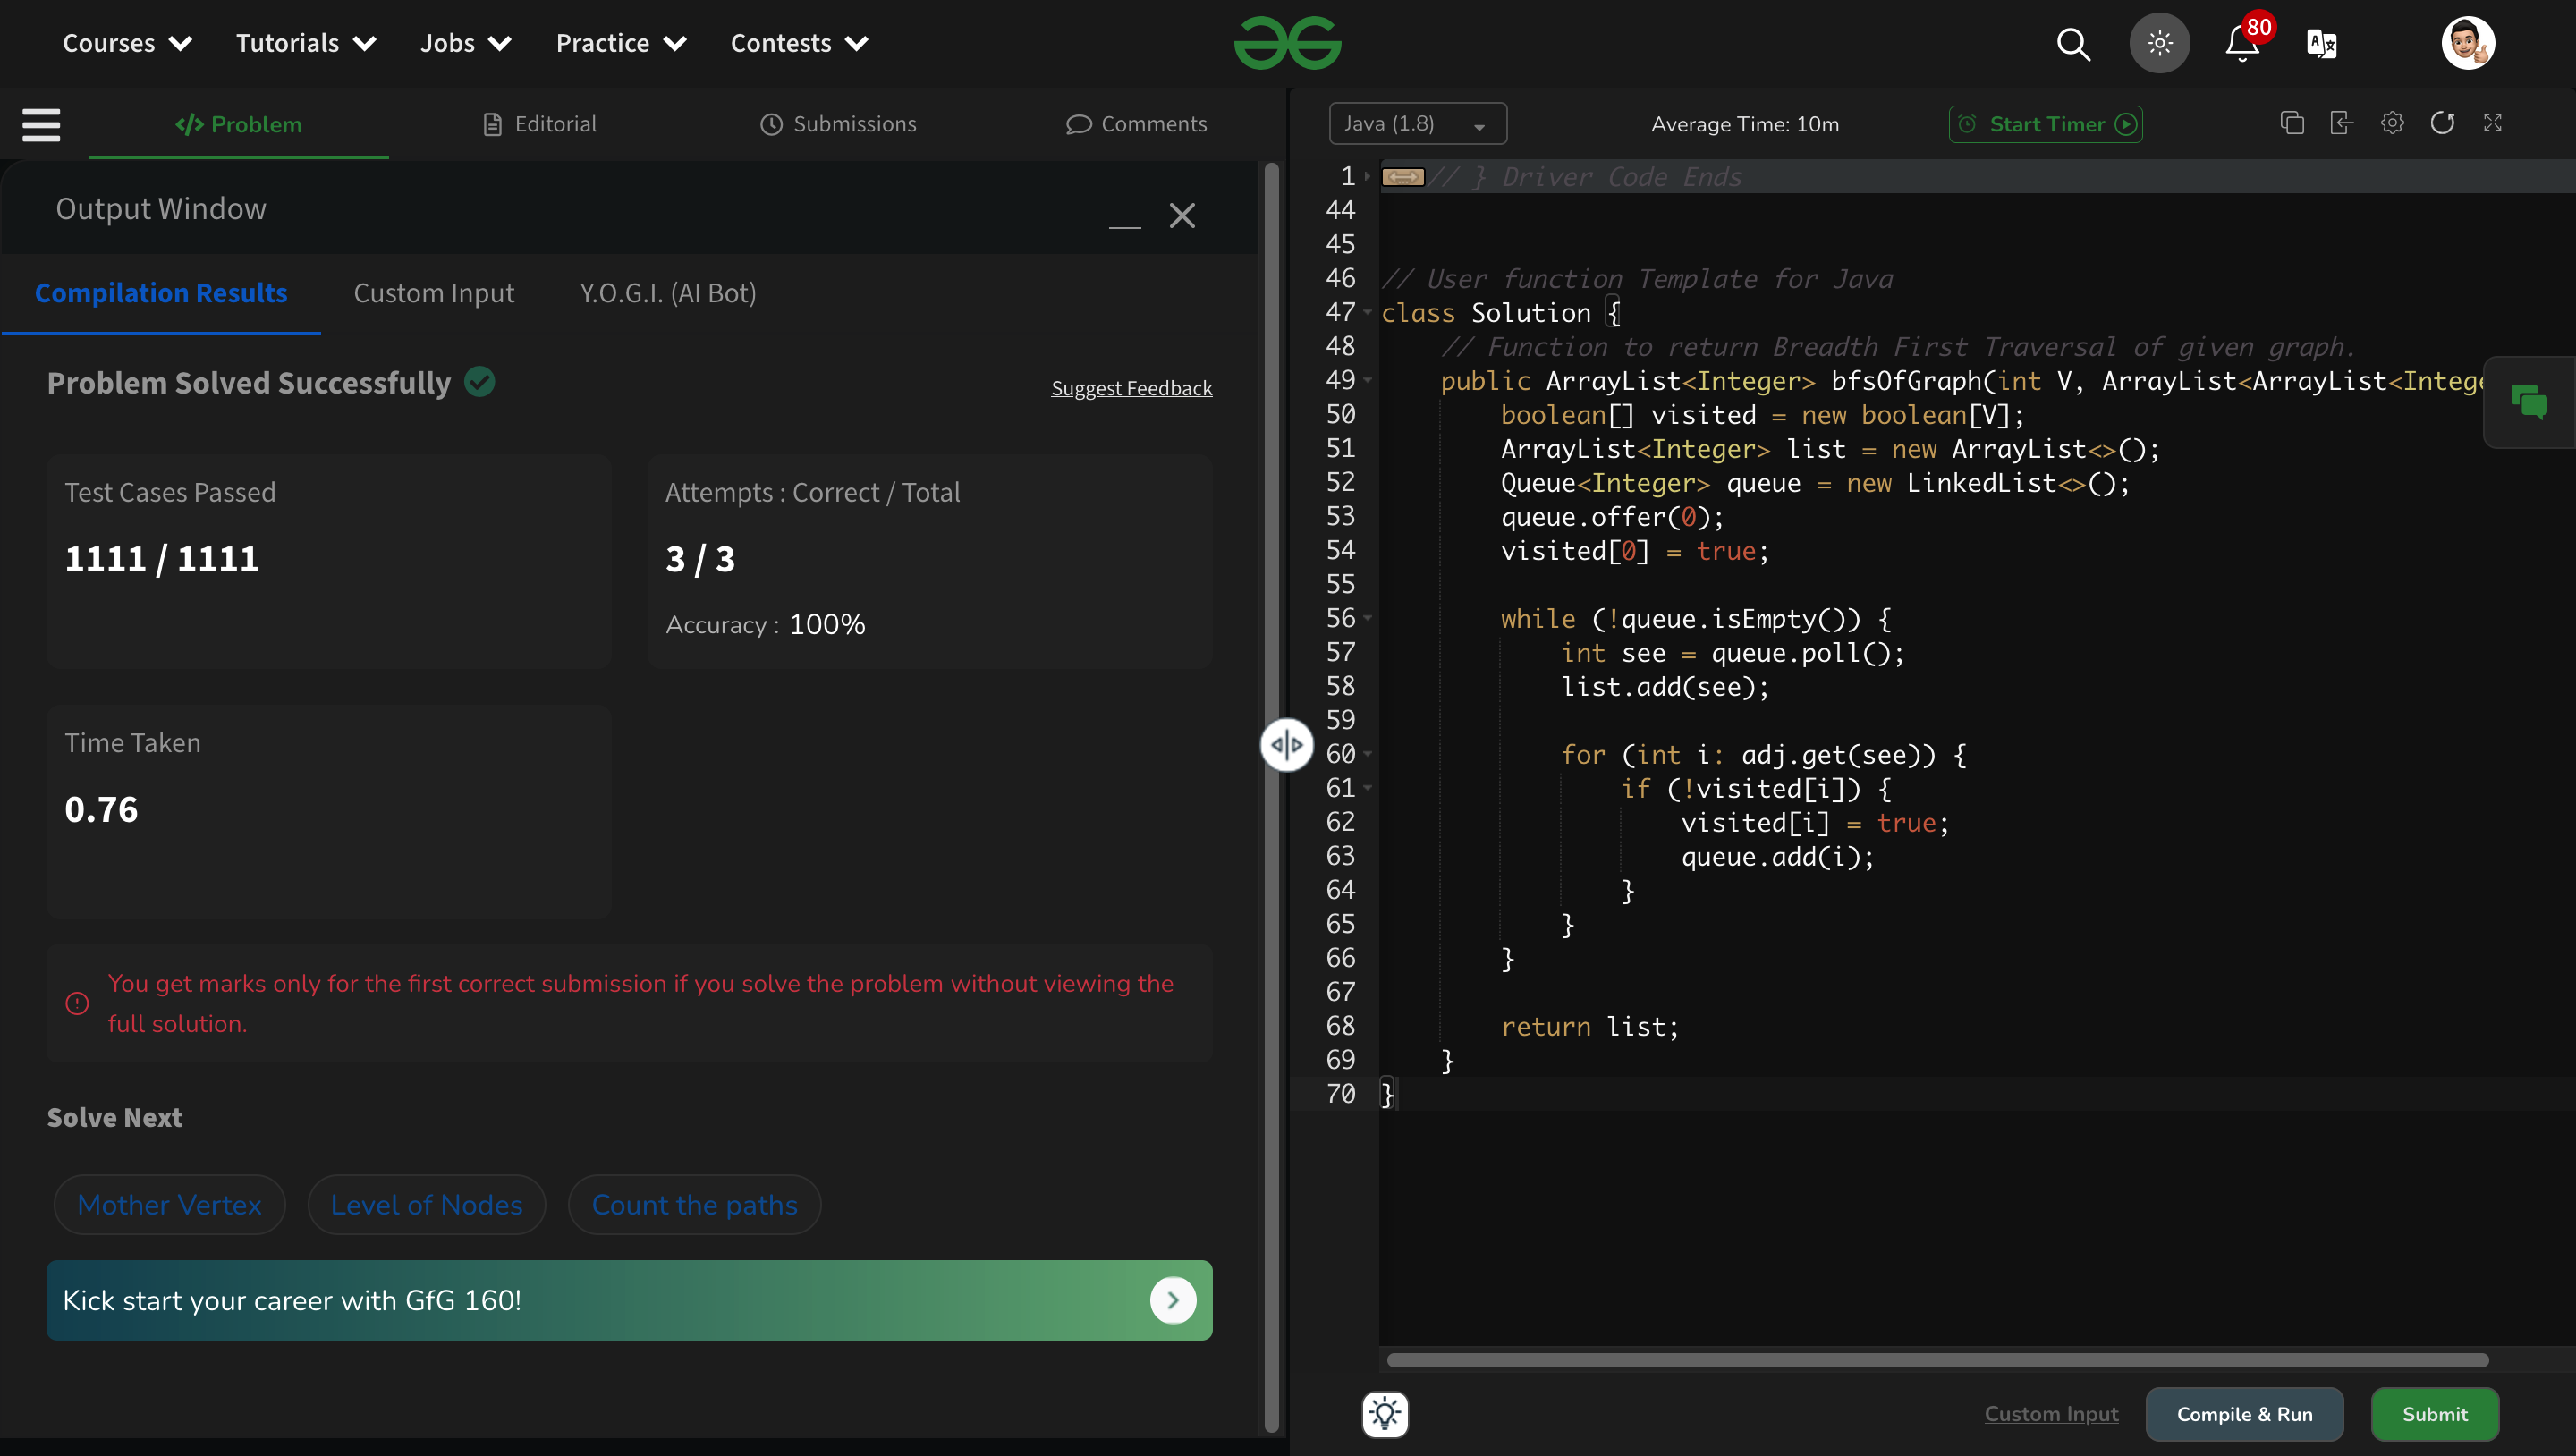 Courses Tutorials Jobs Practice Contests
80
Problem Editorial Submissions Comments
Output Window
Compilation Results Custom Input Y.O.G.I. (AI Bot)
Problem Solved Successfully
Suggest Feedback
Test Cases Passed
1111 / 1111
Attempts : Correct / Total
3 / 3
Accuracy : 100%
Time Taken
0.76
You get marks only for the first correct submission if you solve the problem without viewing the
full solution.
Solve Next
Mother Vertex Level of Nodes Count the paths
Kick start your career with GfG 160!
Java (1.8) Average Time: 10m Start Timer
1 // } Driver Code Ends
44
45
46 // User function Template for Java
47 class Solution {
48 // Function to return Breadth First Traversal of given graph.
49 public ArrayList<Integer> bfsOfGraph(int V, ArrayList<ArrayList<Intege
50 boolean[] visited = new boolean[V];
51 ArrayList<Integer> list = new ArrayList<>();
52 Queue<Integer> queue = new LinkedList<>();
53 queue.offer(0);
54 visited[0] = true;
55
56 while (!queue.isEmpty()) {
57 int see = queue.poll();
58 list.add(see);
59
60 for (int i: adj.get(see)) {
61 if (!visited[i]) {
62 visited[i] = true;
63 queue.add(i);
64 }
65 }
66 }
67
68 return list;
69 }
70 }
Custom Input Compile & Run Submit